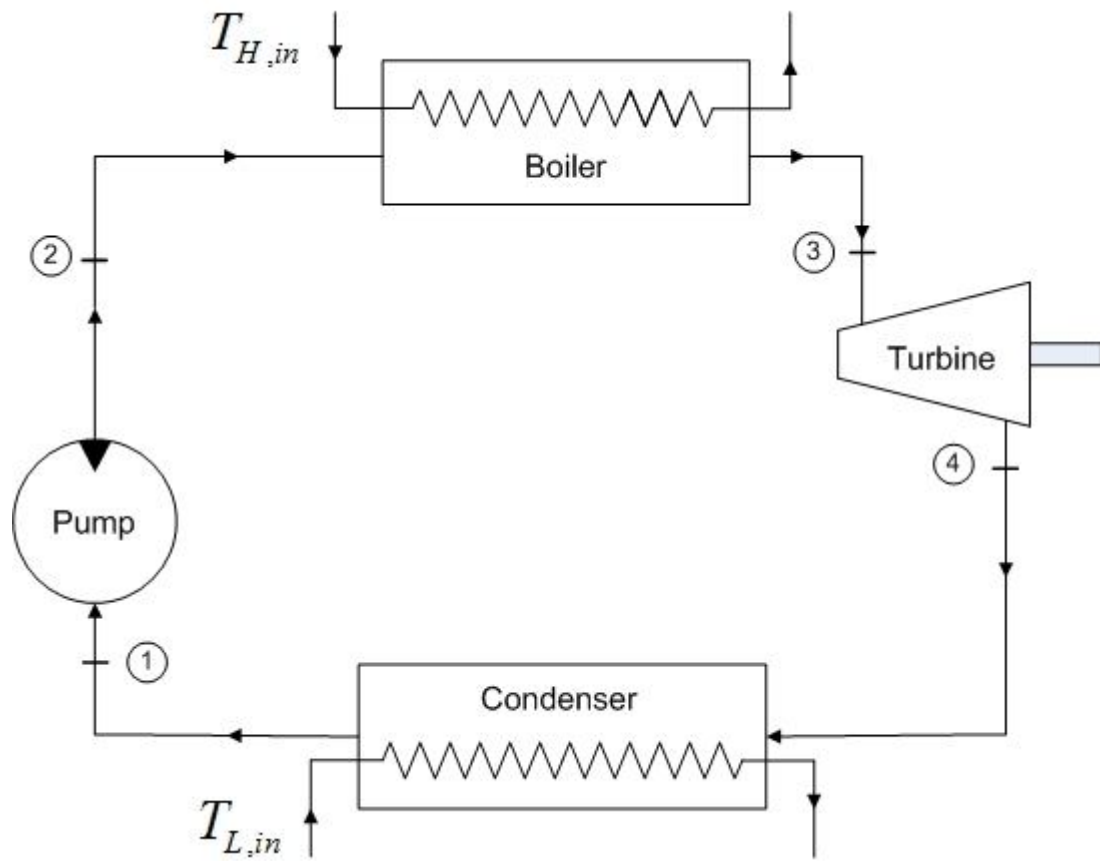 T_{H,in}
Boiler
2
3
Turbine
4
Pump
1
Condenser
T_{L,in}